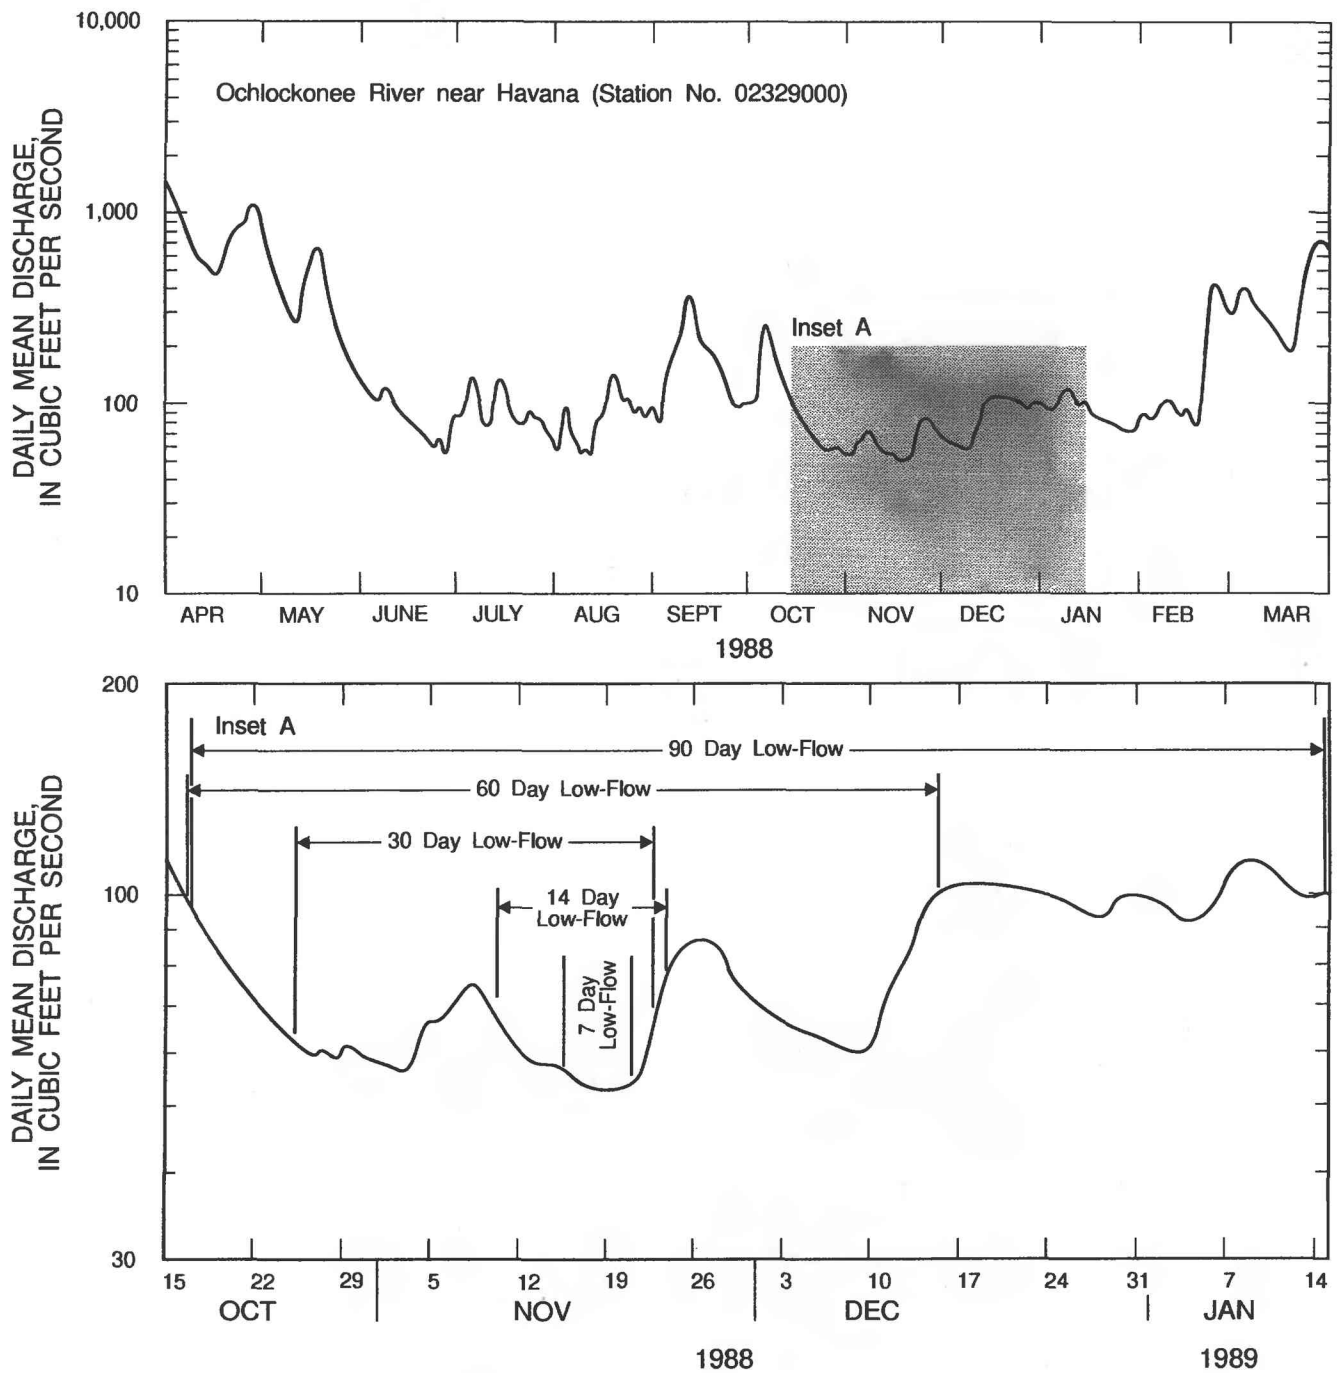 10,000
Ochlockonee River near Havana (Station No. 02329000)
DAILY MEAN DISCHARGE,
IN CUBIC FEET PER SECOND
1,000
Inset A
100
10
APR MAY JUNE JULY AUG SEPT OCT NOV DEC JAN FEB MAR
1988
200
Inset A
90 Day Low-Flow
60 Day Low-Flow
30 Day Low-Flow
14 Day
Low-Flow
7 Day
Low-Flow
DAILY MEAN DISCHARGE,
IN CUBIC FEET PER SECOND
100
30
15 22 29 5 12 19 26 3 10 17 24 31 7 14
OCT NOV DEC JAN
1988 1989